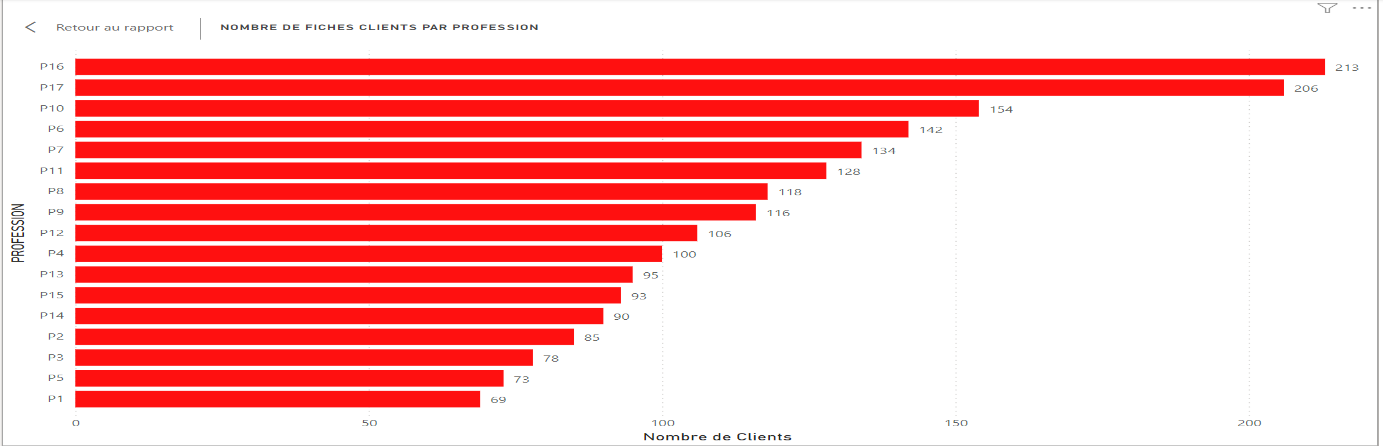 Retour au rapport
NOMBRE DE FICHES CLIENTS PAR PROFESSION
P16 213
P17 206
P10 154
P6 142
P7 134
P11 128
P8 118
P9 116
P12 106
P4 100
P13 95
P15 93
P14 90
P2 85
P3 78
P5 73
P1 69
PROFESSION
0 50 100 150 200
Nombre de Clients